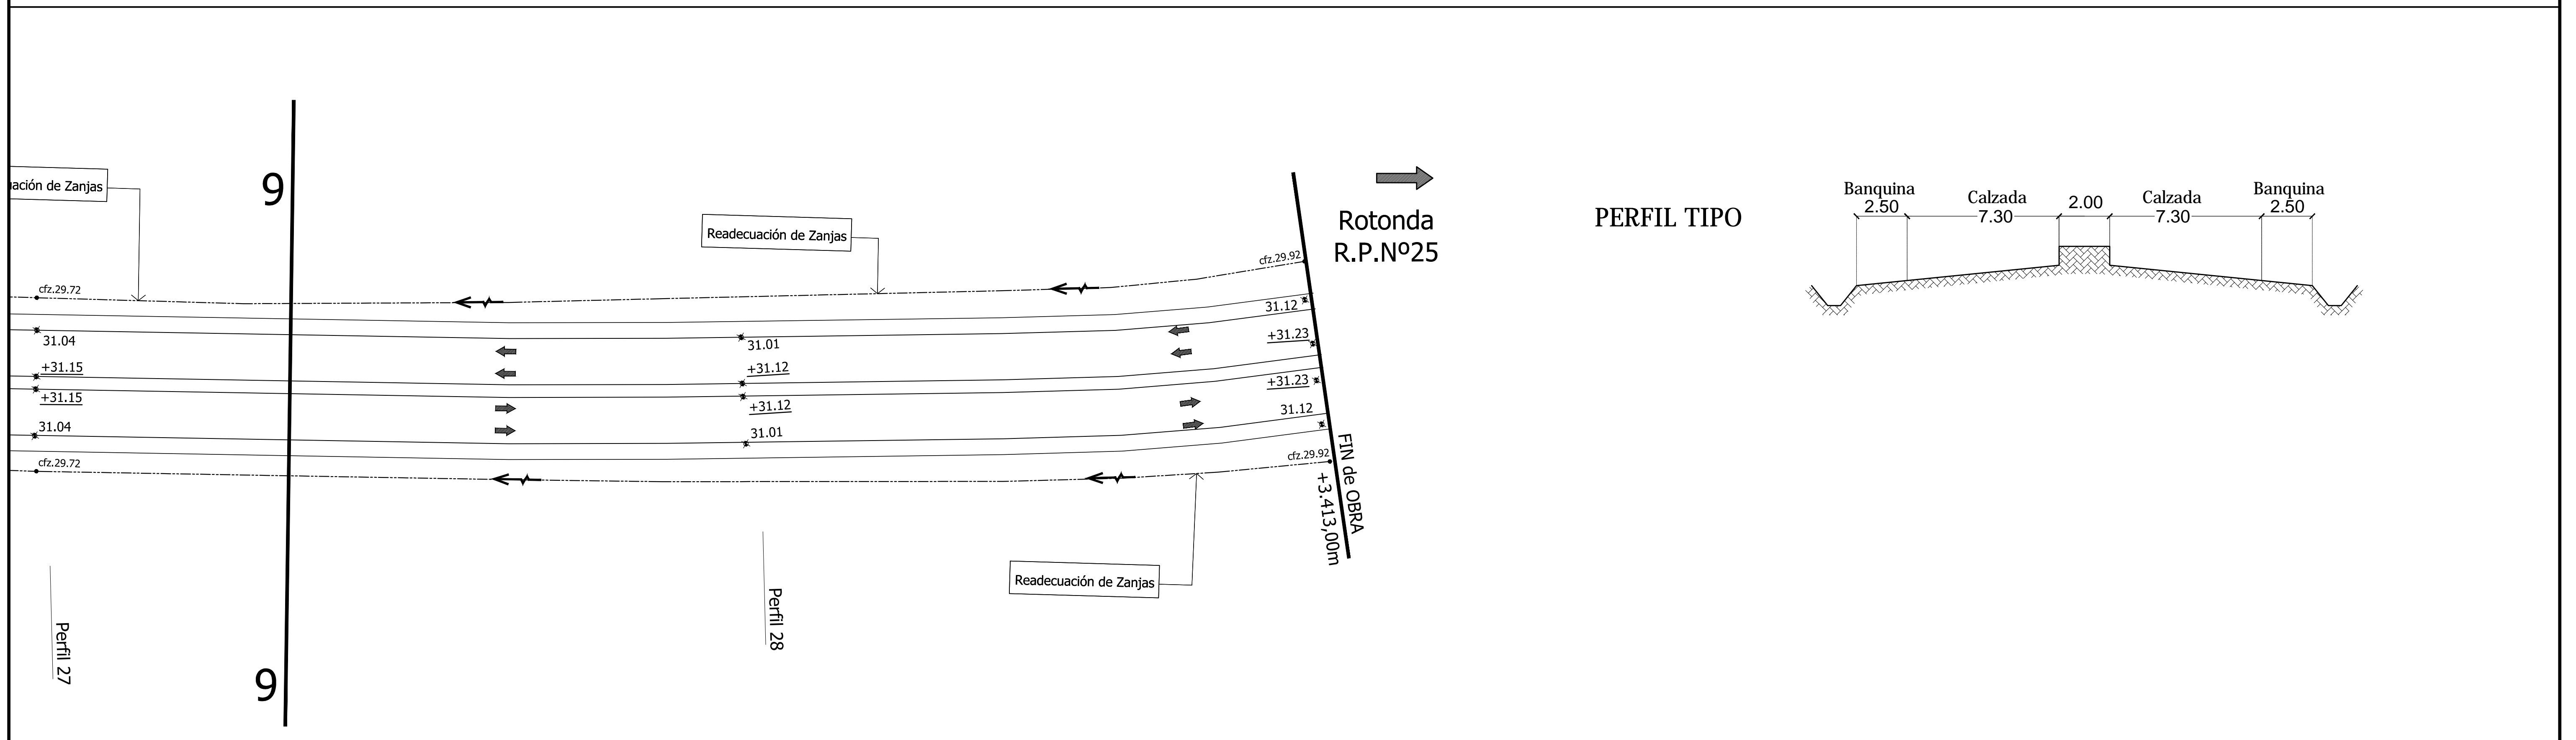 9
ación de Zanjas
Readecuación de Zanjas
Rotonda
R.P.Nº25
PERFIL TIPO
Banquina
2.50
Calzada
7.30
2.00
Calzada
7.30
Banquina
2.50
cfz.29.92
cfz.29.72
31.12
31.04
31.01
+31.23
+31.15
+31.12
+31.23
+31.15
+31.12
31.12
31.04
31.01
cfz.29.92
cfz.29.72
FIN de OBRA
+3.413,00m
Readecuación de Zanjas
Perfil 28
Perfil 27
9